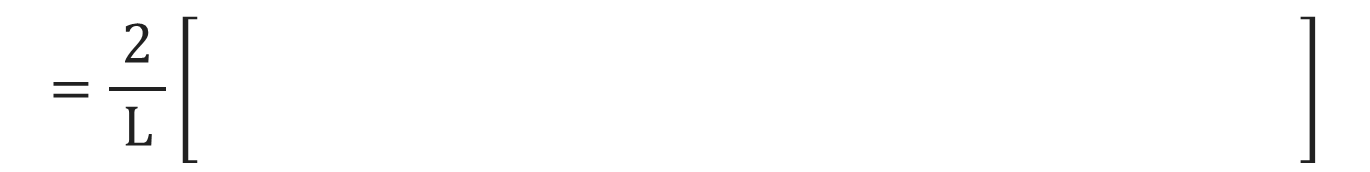 = 2/L [ ]